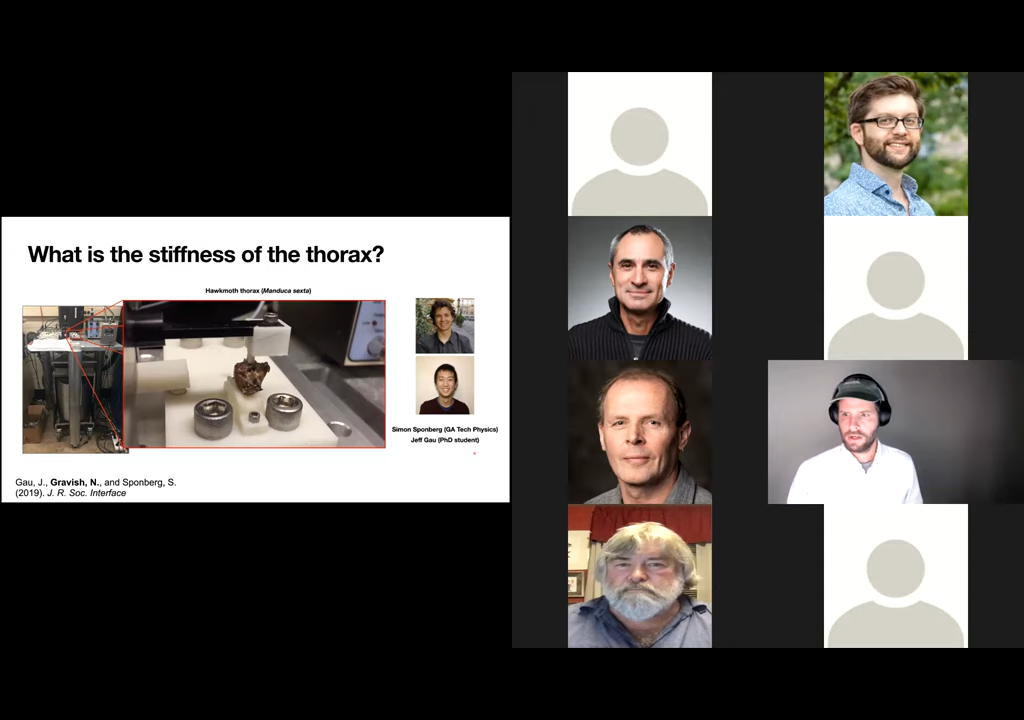 What is the stiffness of the thorax?
Hawkmoth thorax (Manduca sexta)
Simon Sponberg (GA Tech Physics)
Jeff Gau (PhD student)
Gau, J., Gravish, N., and Sponberg, S.
(2019). J. R. Soc. Interface